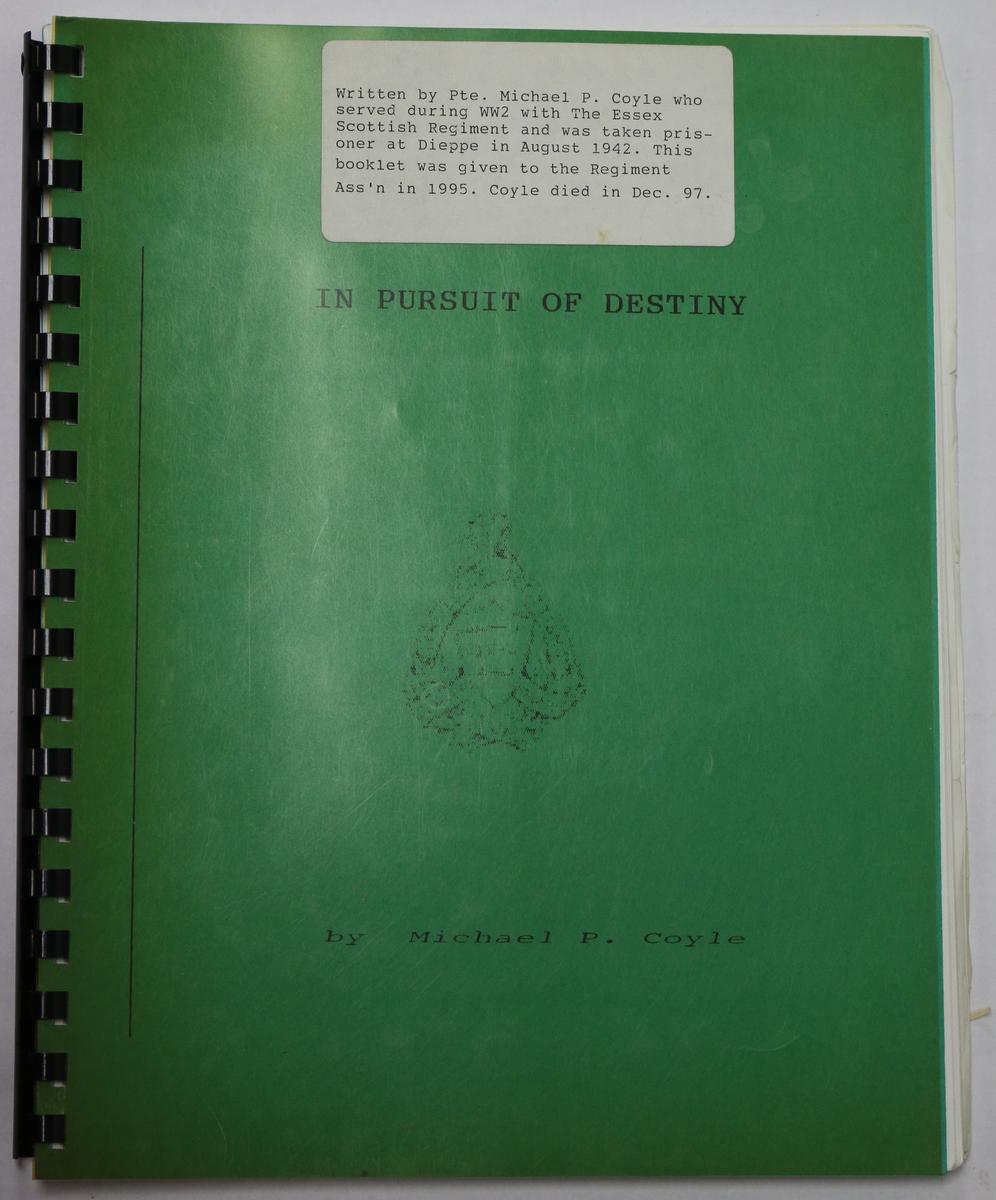 Written by Pte. Michael P. Coyle who
served during WW2 with The Essex
Scottish Regiment and was taken pris-
oner at Dieppe in August 1942. This
booklet was given to the Regiment
Ass'n in 1995. Coyle died in Dec. 97.
IN PURSUIT OF DESTINY
by Michael P. Coyle